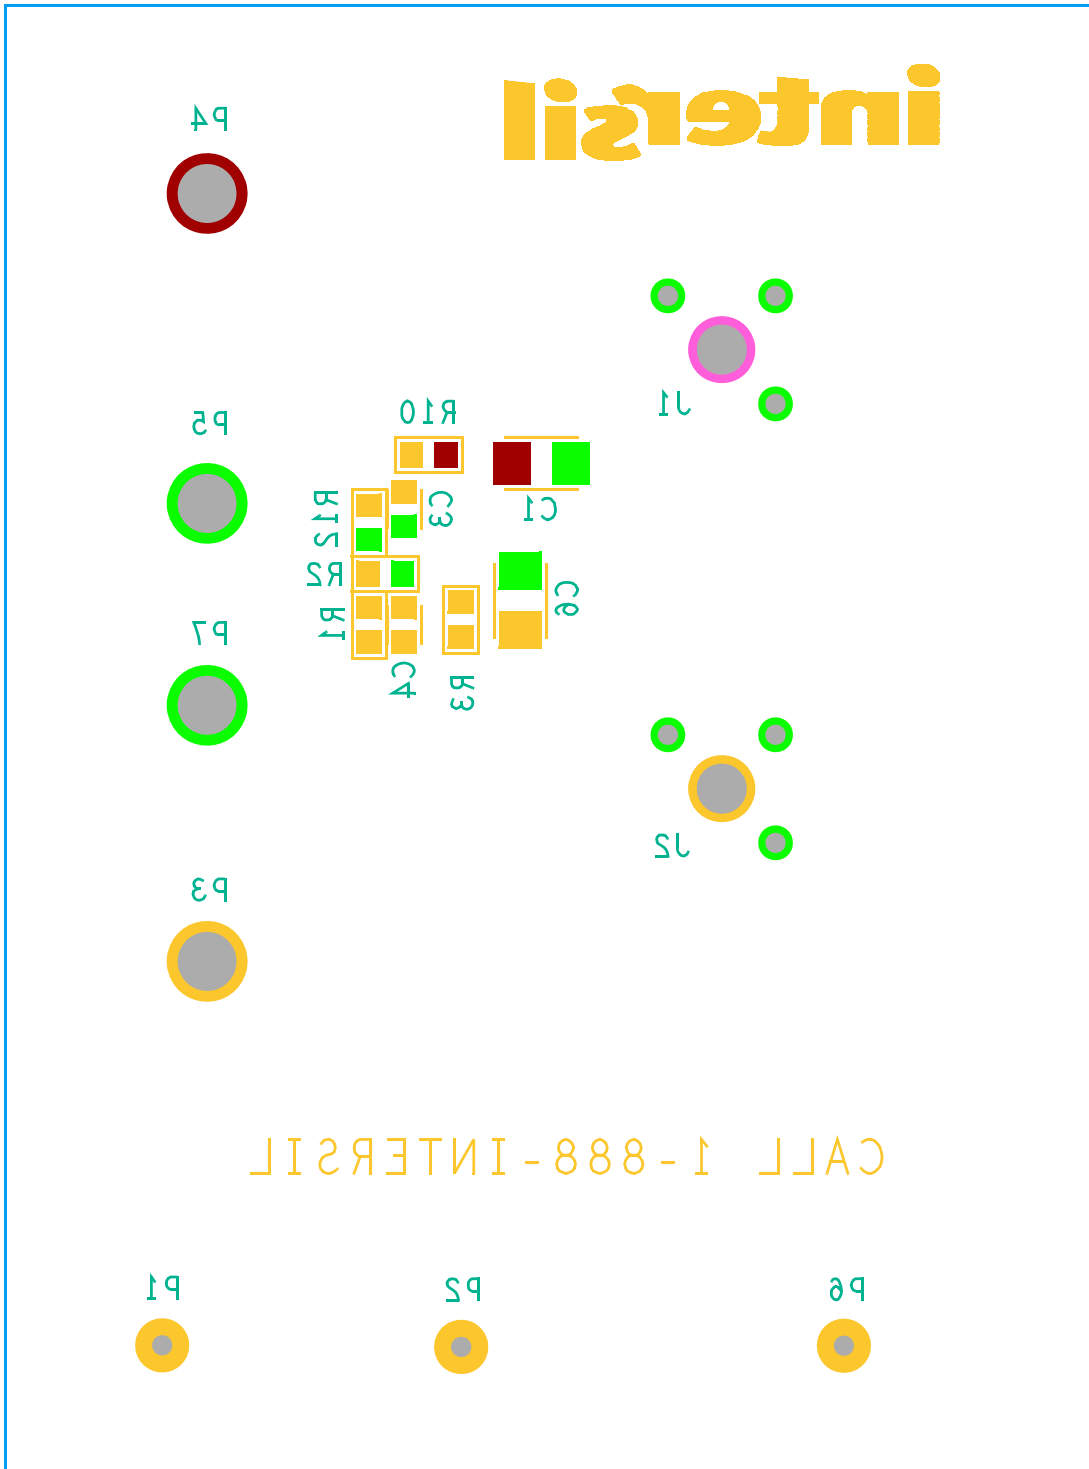 intersil
P4
J1
R10
P5
C3
R12
C1
R2
C6
R1
P7
C4
R3
J2
P3
CALL 1-888-INTERSIL
P1
P2
P6